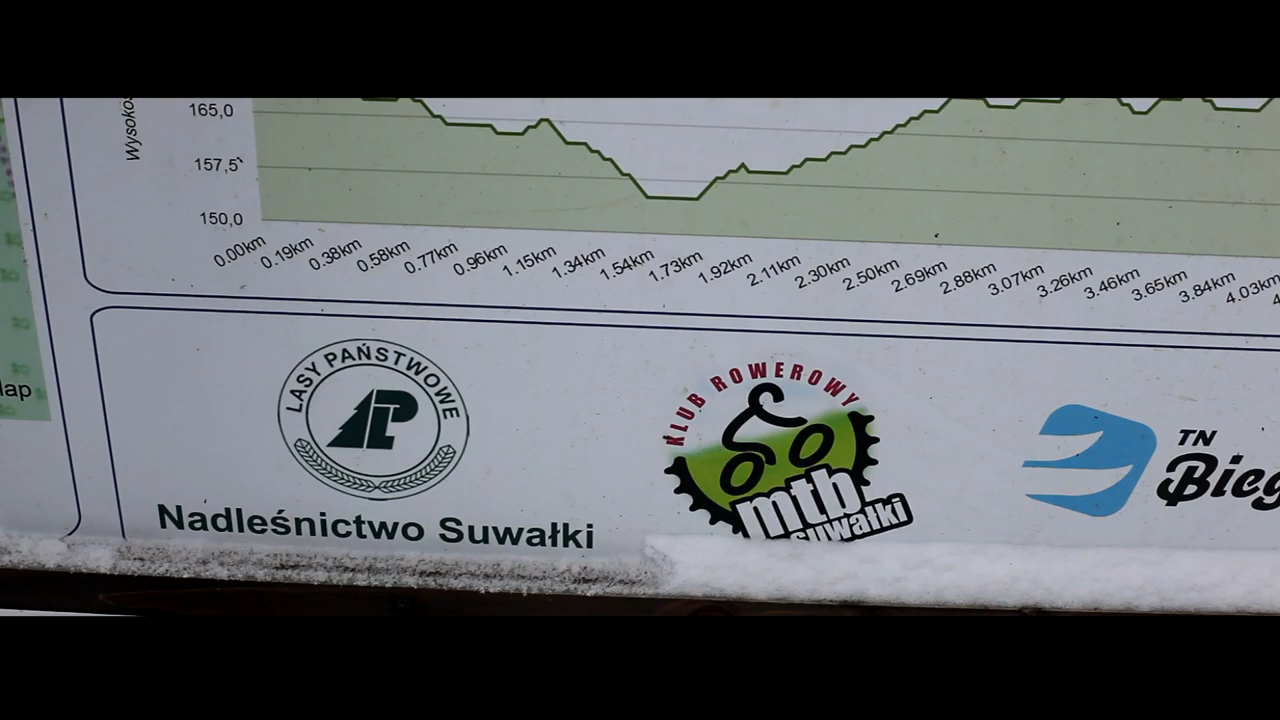 165,0
157,5
150,0
0.00km 0.19km 0.38km 0.58km 0.77km 0.96km 1.15km 1.34km 1.54km 1.73km 1.92km 2.11km 2.30km 2.50km 2.69km 2.88km 3.07km 3.26km 3.46km 3.65km 3.84km 4.03km
LASY PAŃSTWOWE
LP
Nadleśnictwo Suwałki
KLUB ROWEROWY
mtb
suwałki
TN